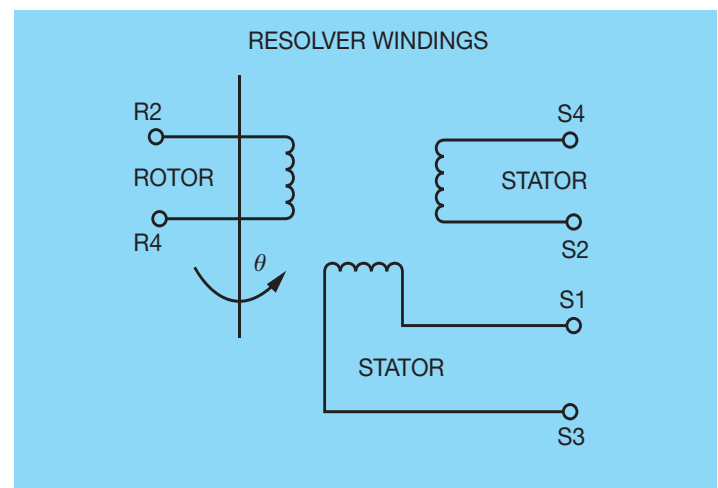 RESOLVER WINDINGS
R2
S4
ROTOR
STATOR
R4
S2
θ
S1
STATOR
S3